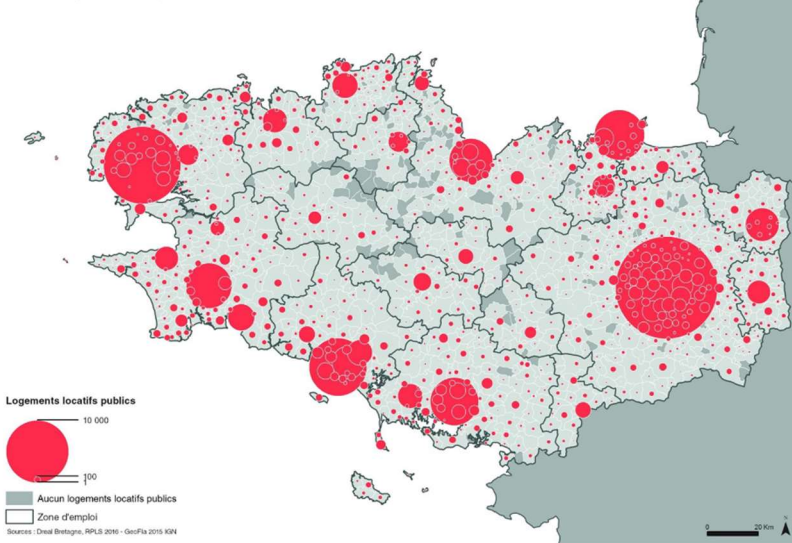 Logements locatifs publics
10 000
100
1
Aucun logements locatifs publics
Zone d'emploi
Sources : Dreal Bretagne, RPLS 2016 - GeoFla 2015 IGN
0 20 Km
N